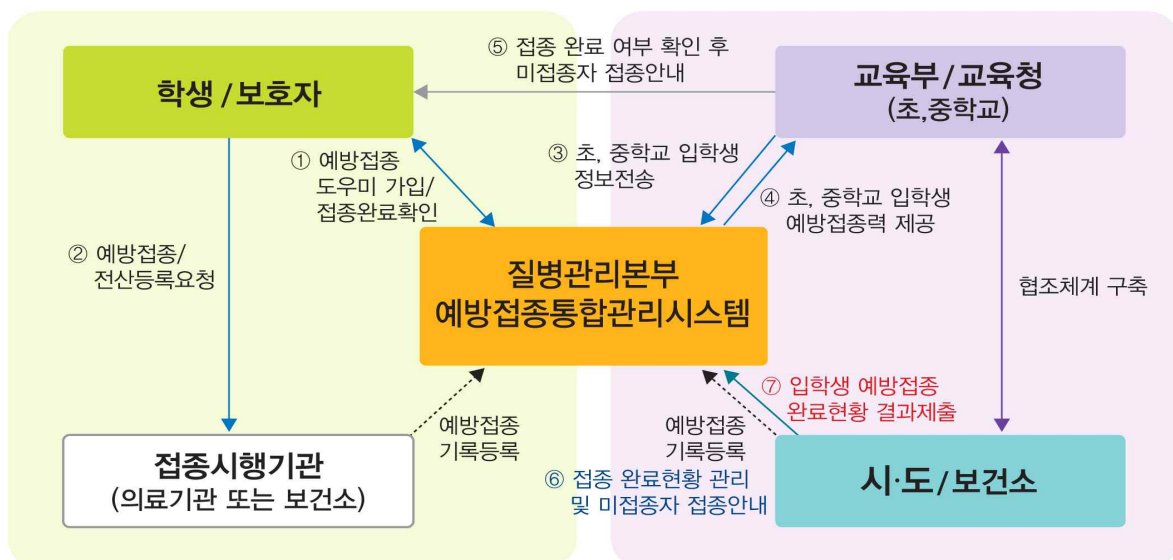 ⑤ 접종 완료 여부 확인 후
미접종자 접종안내
학생 / 보호자
교육부 / 교육청
(초,중학교)
① 예방접종
도우미 가입/
접종완료확인
③ 초, 중학교 입학생
정보전송
④ 초, 중학교 입학생
예방접종력 제공
② 예방접종/
전산등록요청
질병관리본부
예방접종통합관리시스템
협조체계 구축
⑦ 입학생 예방접종
완료현황 결과제출
예방접종
기록등록
예방접종
기록등록
접종시행기관
(의료기관 또는 보건소)
⑥ 접종 완료현황 관리
및 미접종자 접종안내
시·도 / 보건소